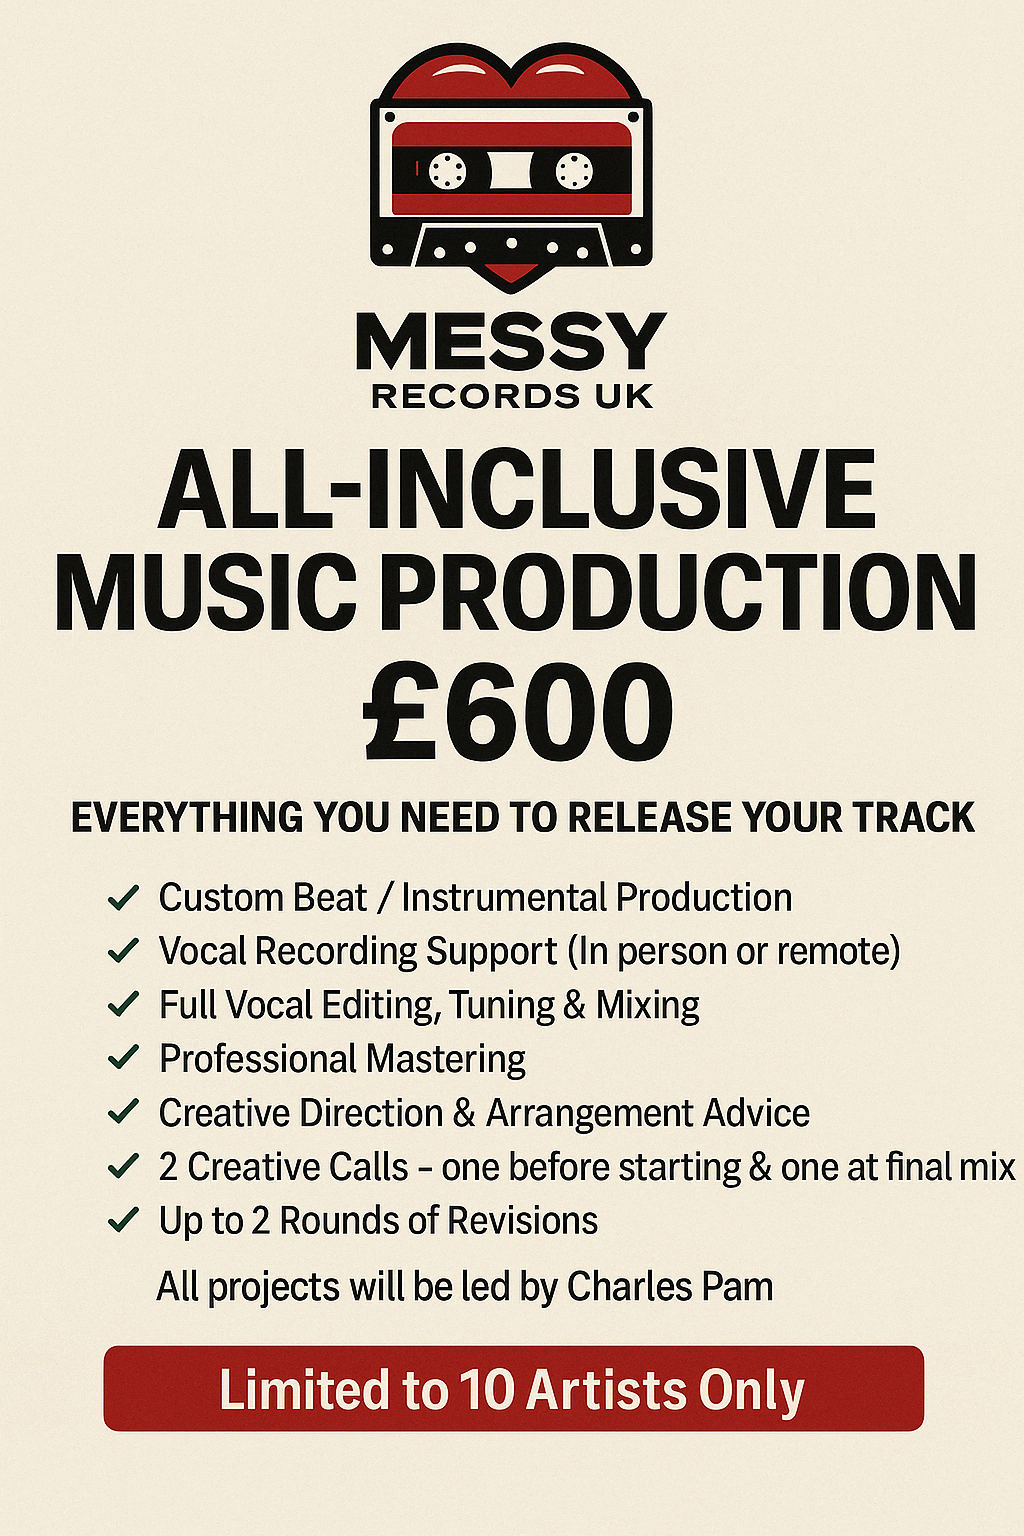 MESSY
RECORDS UK
ALL-INCLUSIVE
MUSIC PRODUCTION
£600
EVERYTHING YOU NEED TO RELEASE YOUR TRACK
✓ Custom Beat / Instrumental Production
✓ Vocal Recording Support (In person or remote)
✓ Full Vocal Editing, Tuning & Mixing
✓ Professional Mastering
✓ Creative Direction & Arrangement Advice
✓ 2 Creative Calls – one before starting & one at final mix
✓ Up to 2 Rounds of Revisions
All projects will be led by Charles Pam
Limited to 10 Artists Only